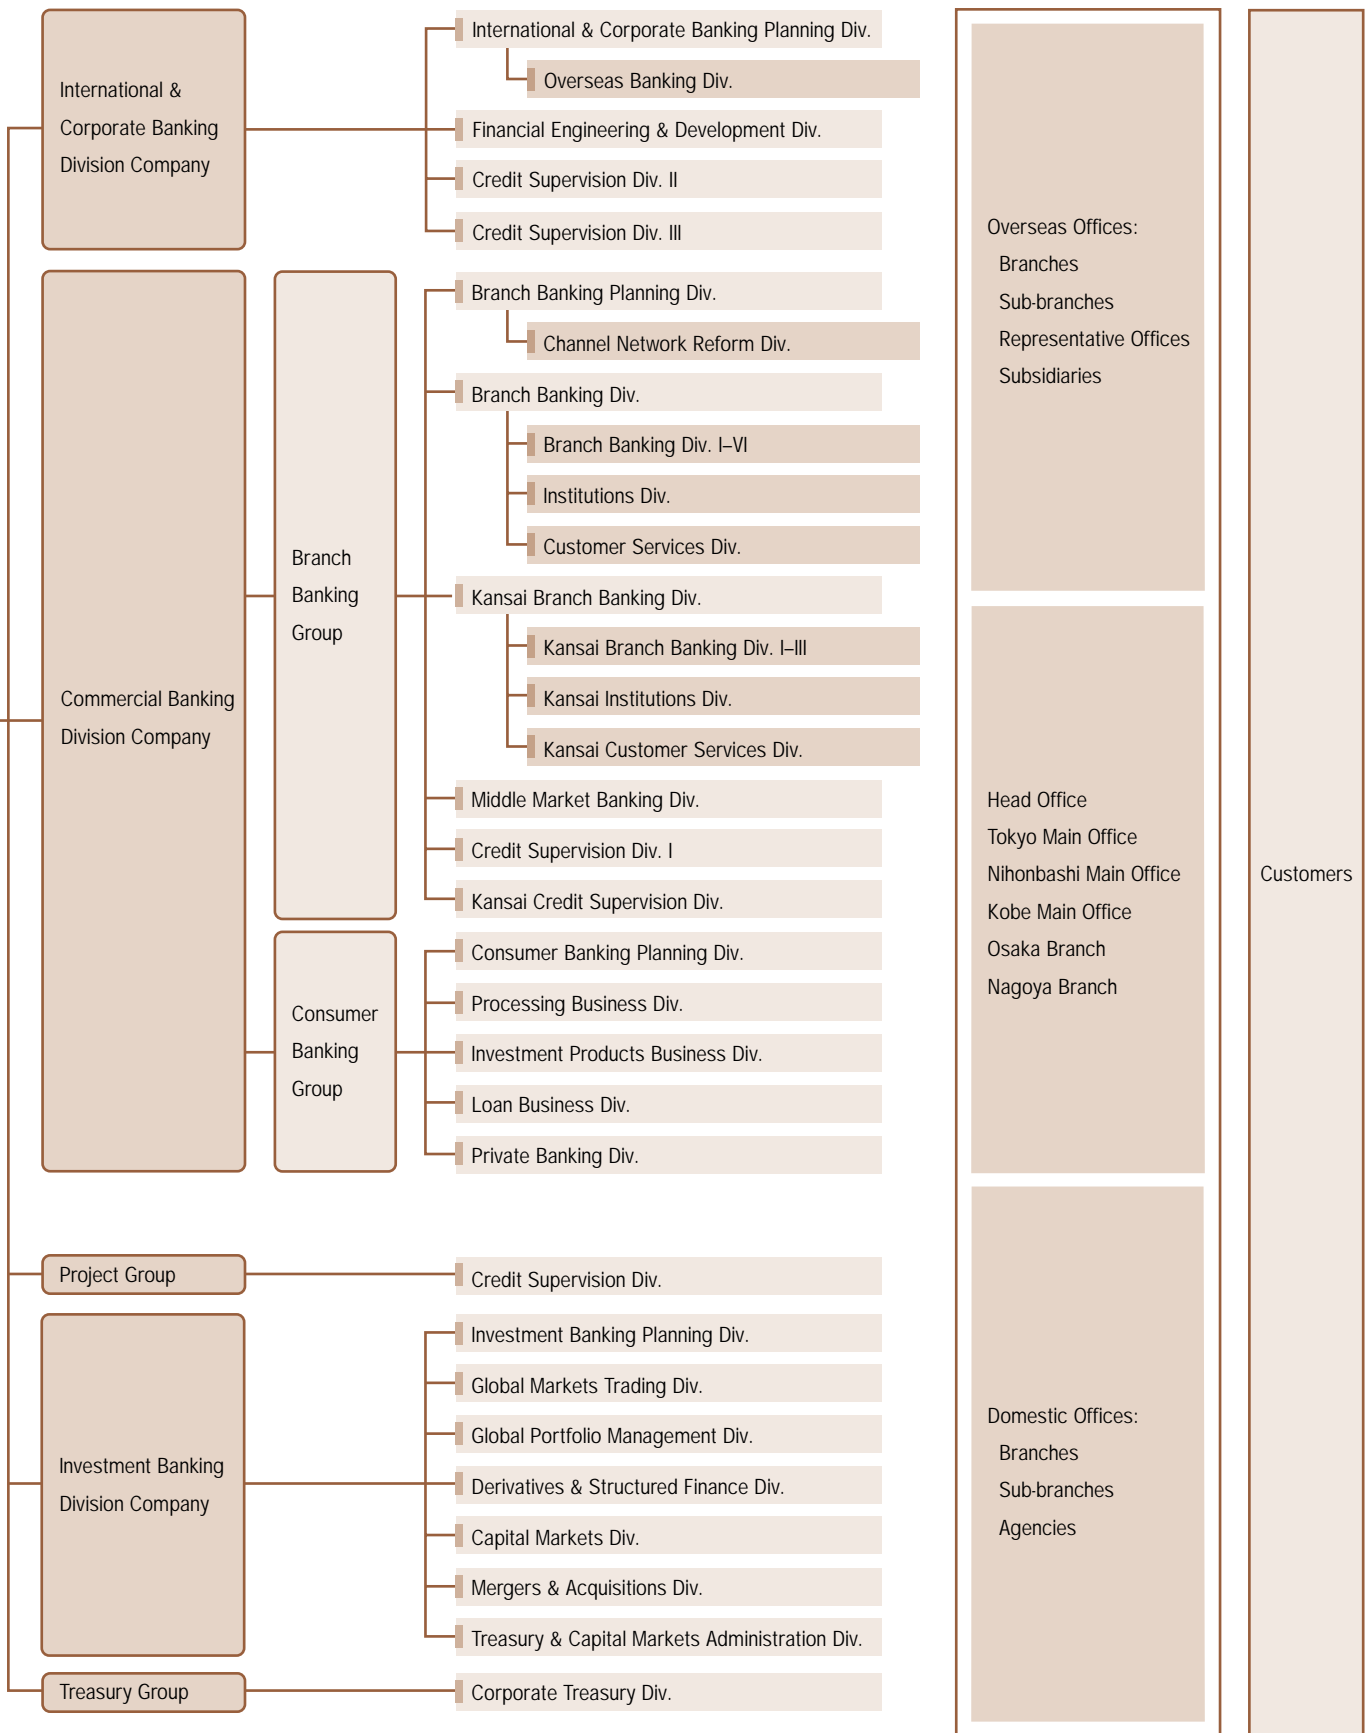 International &
Corporate Banking
Division Company
International & Corporate Banking Planning Div.
Overseas Banking Div.
Financial Engineering & Development Div.
Credit Supervision Div. II
Credit Supervision Div. III
Commercial Banking
Division Company
Branch
Banking
Group
Branch Banking Planning Div.
Channel Network Reform Div.
Branch Banking Div.
Branch Banking Div. I–VI
Institutions Div.
Customer Services Div.
Kansai Branch Banking Div.
Kansai Branch Banking Div. I–III
Kansai Institutions Div.
Kansai Customer Services Div.
Middle Market Banking Div.
Credit Supervision Div. I
Kansai Credit Supervision Div.
Consumer
Banking
Group
Consumer Banking Planning Div.
Processing Business Div.
Investment Products Business Div.
Loan Business Div.
Private Banking Div.
Project Group
Credit Supervision Div.
Investment Banking
Division Company
Investment Banking Planning Div.
Global Markets Trading Div.
Global Portfolio Management Div.
Derivatives & Structured Finance Div.
Capital Markets Div.
Mergers & Acquisitions Div.
Treasury & Capital Markets Administration Div.
Treasury Group
Corporate Treasury Div.
Overseas Offices:
Branches
Sub-branches
Representative Offices
Subsidiaries
Head Office
Tokyo Main Office
Nihonbashi Main Office
Kobe Main Office
Osaka Branch
Nagoya Branch
Domestic Offices:
Branches
Sub-branches
Agencies
Customers